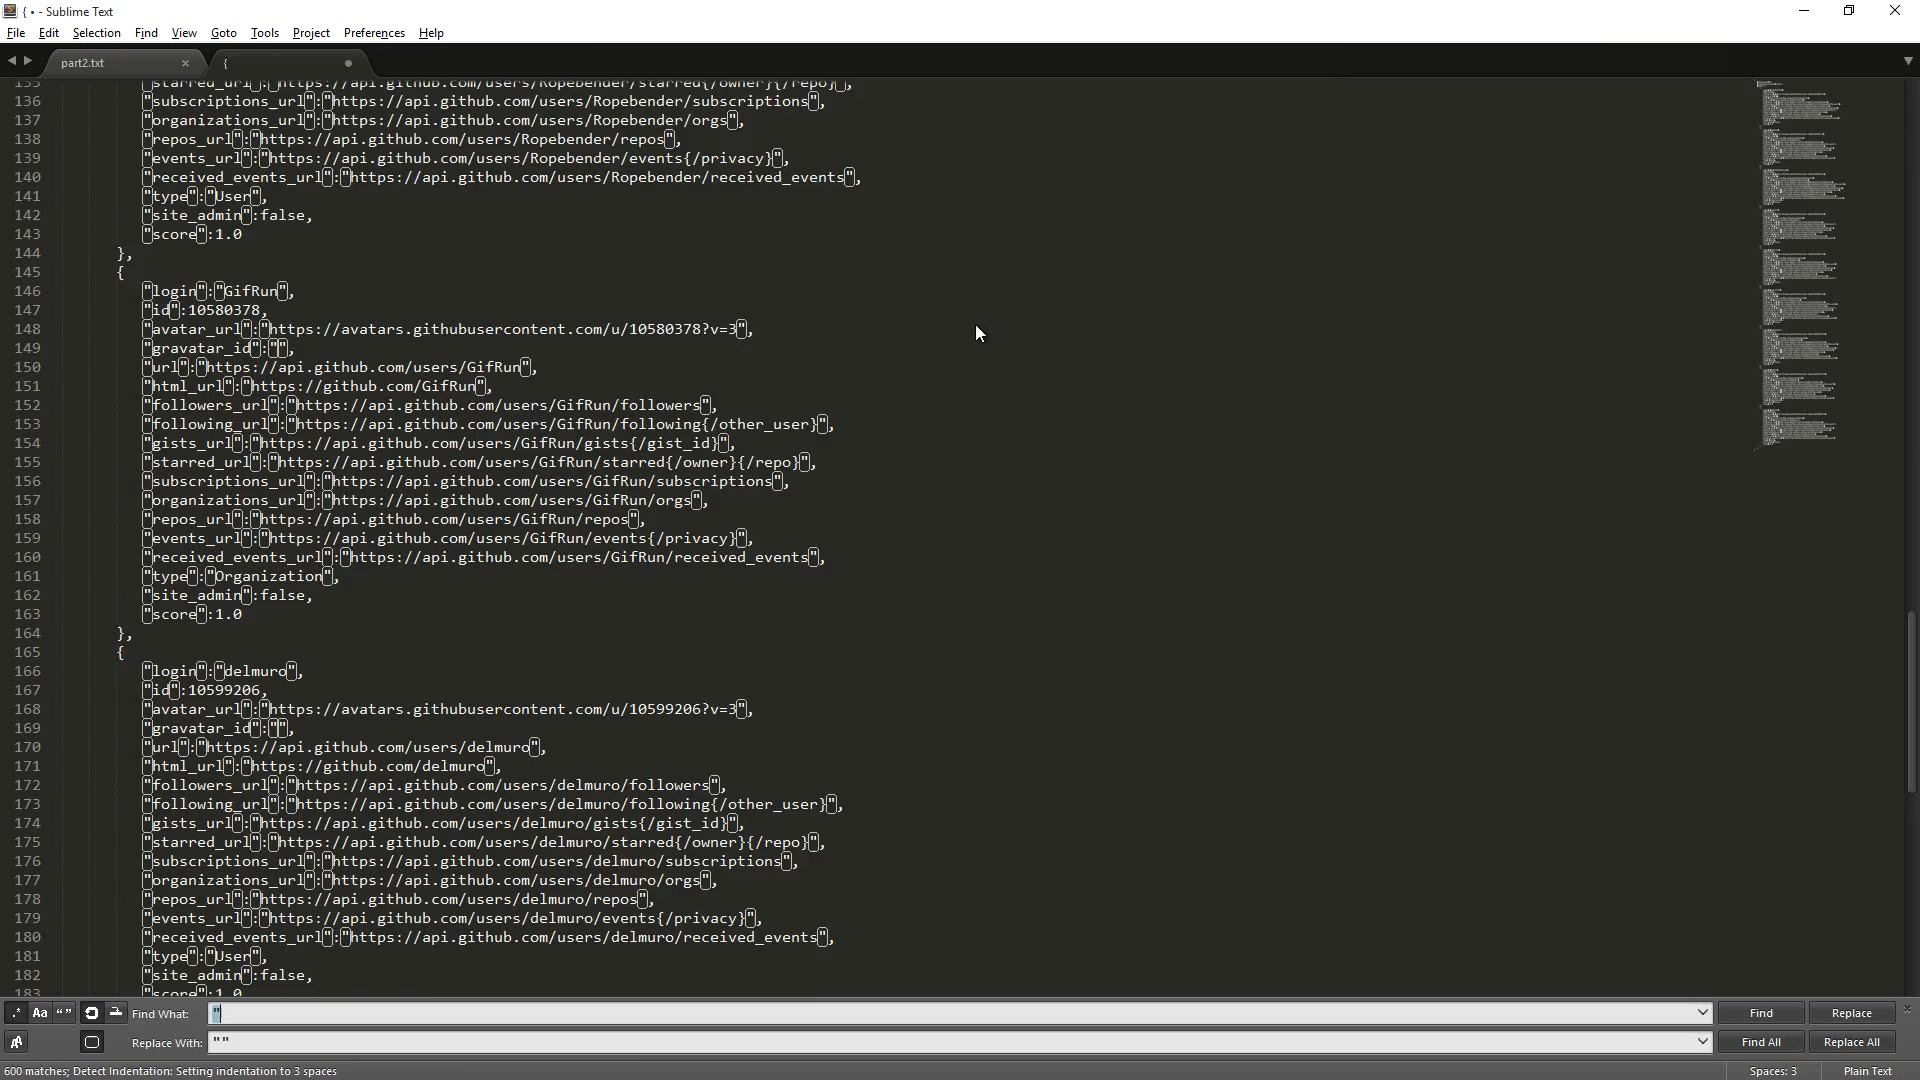 { • - Sublime Text
File Edit Selection Find View Goto Tools Project Preferences Help
part2.txt × {
135 "starred_url":"https://api.github.com/users/Ropebender/starred{/owner}{/repo}",
136 "subscriptions_url":"https://api.github.com/users/Ropebender/subscriptions",
137 "organizations_url":"https://api.github.com/users/Ropebender/orgs",
138 "repos_url":"https://api.github.com/users/Ropebender/repos",
139 "events_url":"https://api.github.com/users/Ropebender/events{/privacy}",
140 "received_events_url":"https://api.github.com/users/Ropebender/received_events",
141 "type":"User",
142 "site_admin":false,
143 "score":1.0
144 },
145 {
146 "login":"GifRun",
147 "id":10580378,
148 "avatar_url":"https://avatars.githubusercontent.com/u/10580378?v=3",
149 "gravatar_id":"",
150 "url":"https://api.github.com/users/GifRun",
151 "html_url":"https://github.com/GifRun",
152 "followers_url":"https://api.github.com/users/GifRun/followers",
153 "following_url":"https://api.github.com/users/GifRun/following{/other_user}",
154 "gists_url":"https://api.github.com/users/GifRun/gists{/gist_id}",
155 "starred_url":"https://api.github.com/users/GifRun/starred{/owner}{/repo}",
156 "subscriptions_url":"https://api.github.com/users/GifRun/subscriptions",
157 "organizations_url":"https://api.github.com/users/GifRun/orgs",
158 "repos_url":"https://api.github.com/users/GifRun/repos",
159 "events_url":"https://api.github.com/users/GifRun/events{/privacy}",
160 "received_events_url":"https://api.github.com/users/GifRun/received_events",
161 "type":"Organization",
162 "site_admin":false,
163 "score":1.0
164 },
165 {
166 "login":"delmuro",
167 "id":10599206,
168 "avatar_url":"https://avatars.githubusercontent.com/u/10599206?v=3",
169 "gravatar_id":"",
170 "url":"https://api.github.com/users/delmuro",
171 "html_url":"https://github.com/delmuro",
172 "followers_url":"https://api.github.com/users/delmuro/followers",
173 "following_url":"https://api.github.com/users/delmuro/following{/other_user}",
174 "gists_url":"https://api.github.com/users/delmuro/gists{/gist_id}",
175 "starred_url":"https://api.github.com/users/delmuro/starred{/owner}{/repo}",
176 "subscriptions_url":"https://api.github.com/users/delmuro/subscriptions",
177 "organizations_url":"https://api.github.com/users/delmuro/orgs",
178 "repos_url":"https://api.github.com/users/delmuro/repos",
179 "events_url":"https://api.github.com/users/delmuro/events{/privacy}",
180 "received_events_url":"https://api.github.com/users/delmuro/received_events",
181 "type":"User",
182 "site_admin":false,
183 "score":1.0
.* Aa “” Find What: " Find Replace
Replace With: "" Find All Replace All
600 matches; Detect Indentation: Setting indentation to 3 spaces Spaces: 3 Plain Text